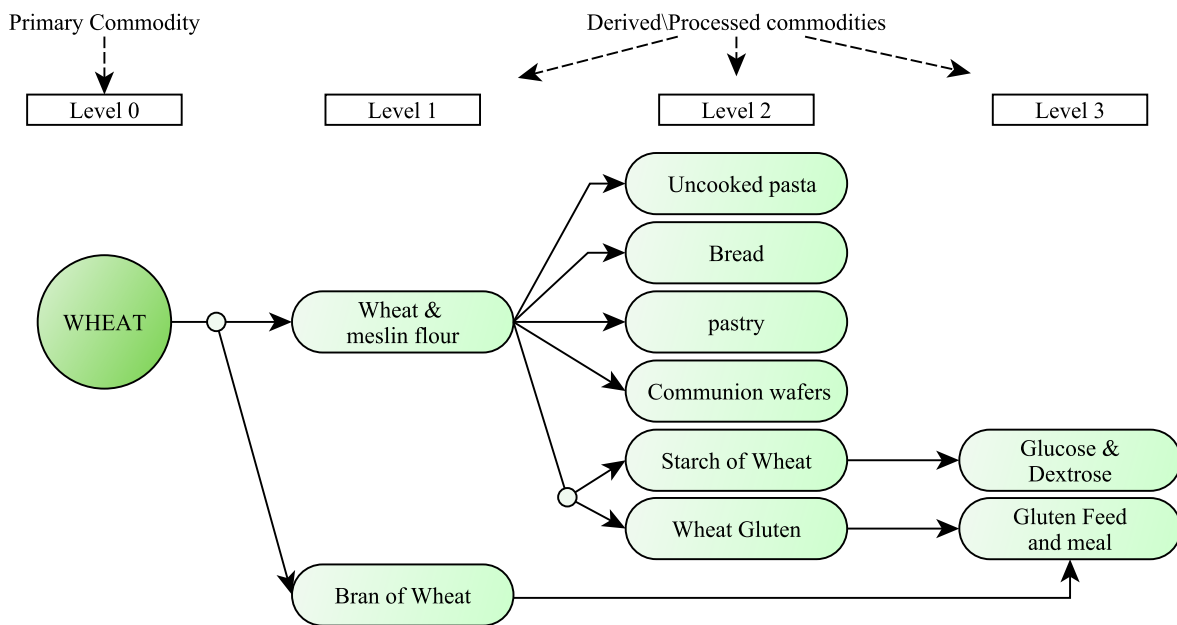 Primary Commodity
Derived\Processed commodities
Level 0
Level 1
Level 2
Level 3
Uncooked pasta
Bread
WHEAT
Wheat &
meslin flour
pastry
Communion wafers
Starch of Wheat
Glucose &
Dextrose
Wheat Gluten
Gluten Feed
and meal
Bran of Wheat